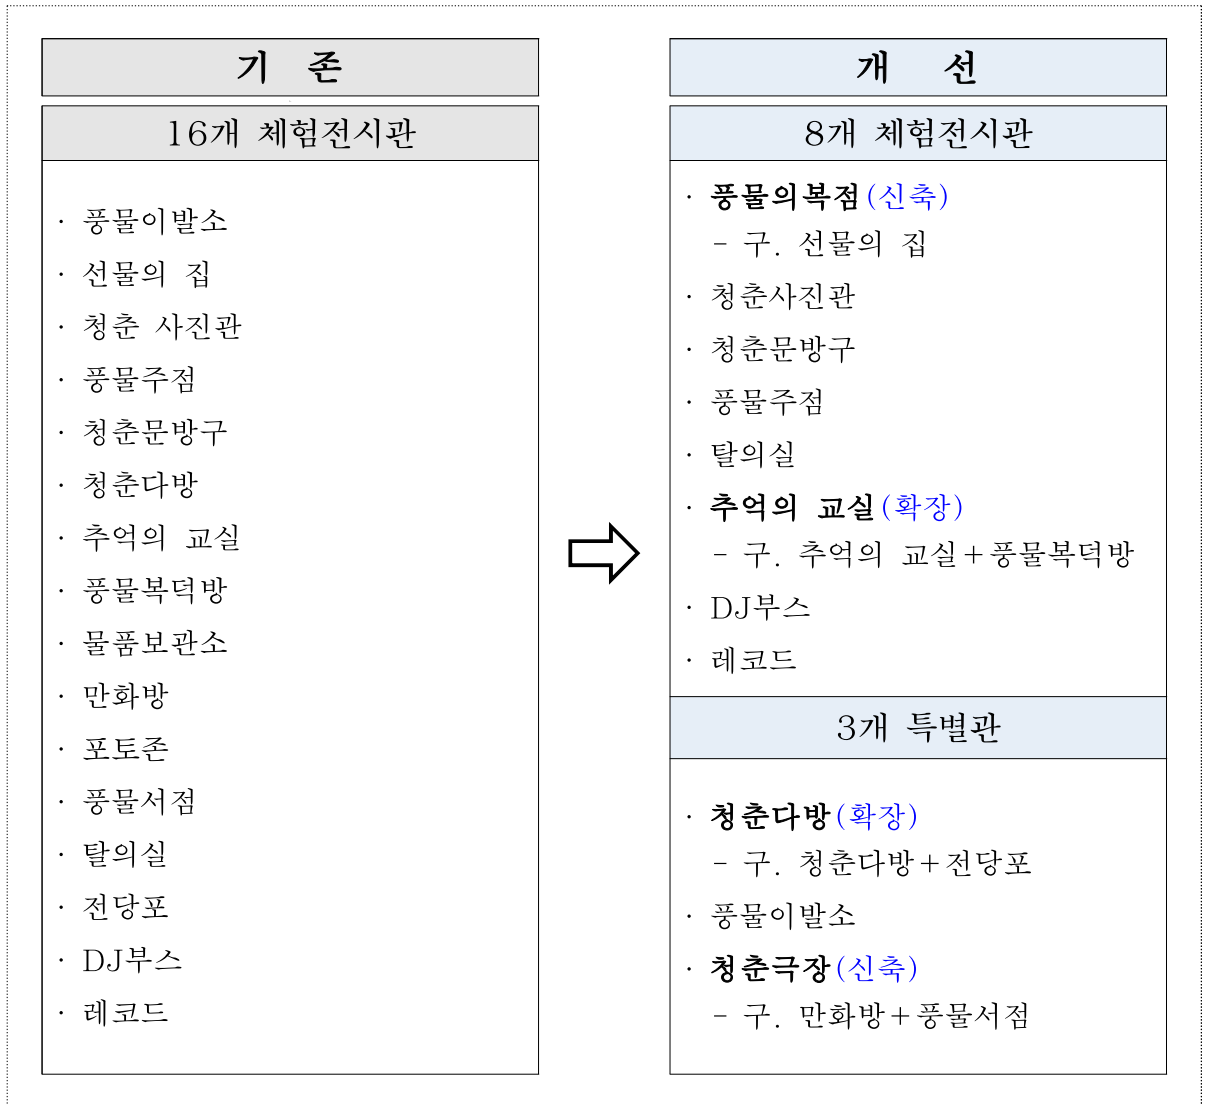 기 존
16개 체험전시관
· 풍물이발소
· 선물의 집
· 청춘 사진관
· 풍물주점
· 청춘문방구
· 청춘다방
· 추억의 교실
· 풍물복덕방
· 물품보관소
· 만화방
· 포토존
· 풍물서점
· 탈의실
· 전당포
· DJ부스
· 레코드
개 선
8개 체험전시관
· 풍물의복점(신축)
- 구. 선물의 집
· 청춘사진관
· 청춘문방구
· 풍물주점
· 탈의실
· 추억의 교실(확장)
- 구. 추억의 교실+풍물복덕방
· DJ부스
· 레코드
3개 특별관
· 청춘다방(확장)
- 구. 청춘다방+전당포
· 풍물이발소
· 청춘극장(신축)
- 구. 만화방+풍물서점